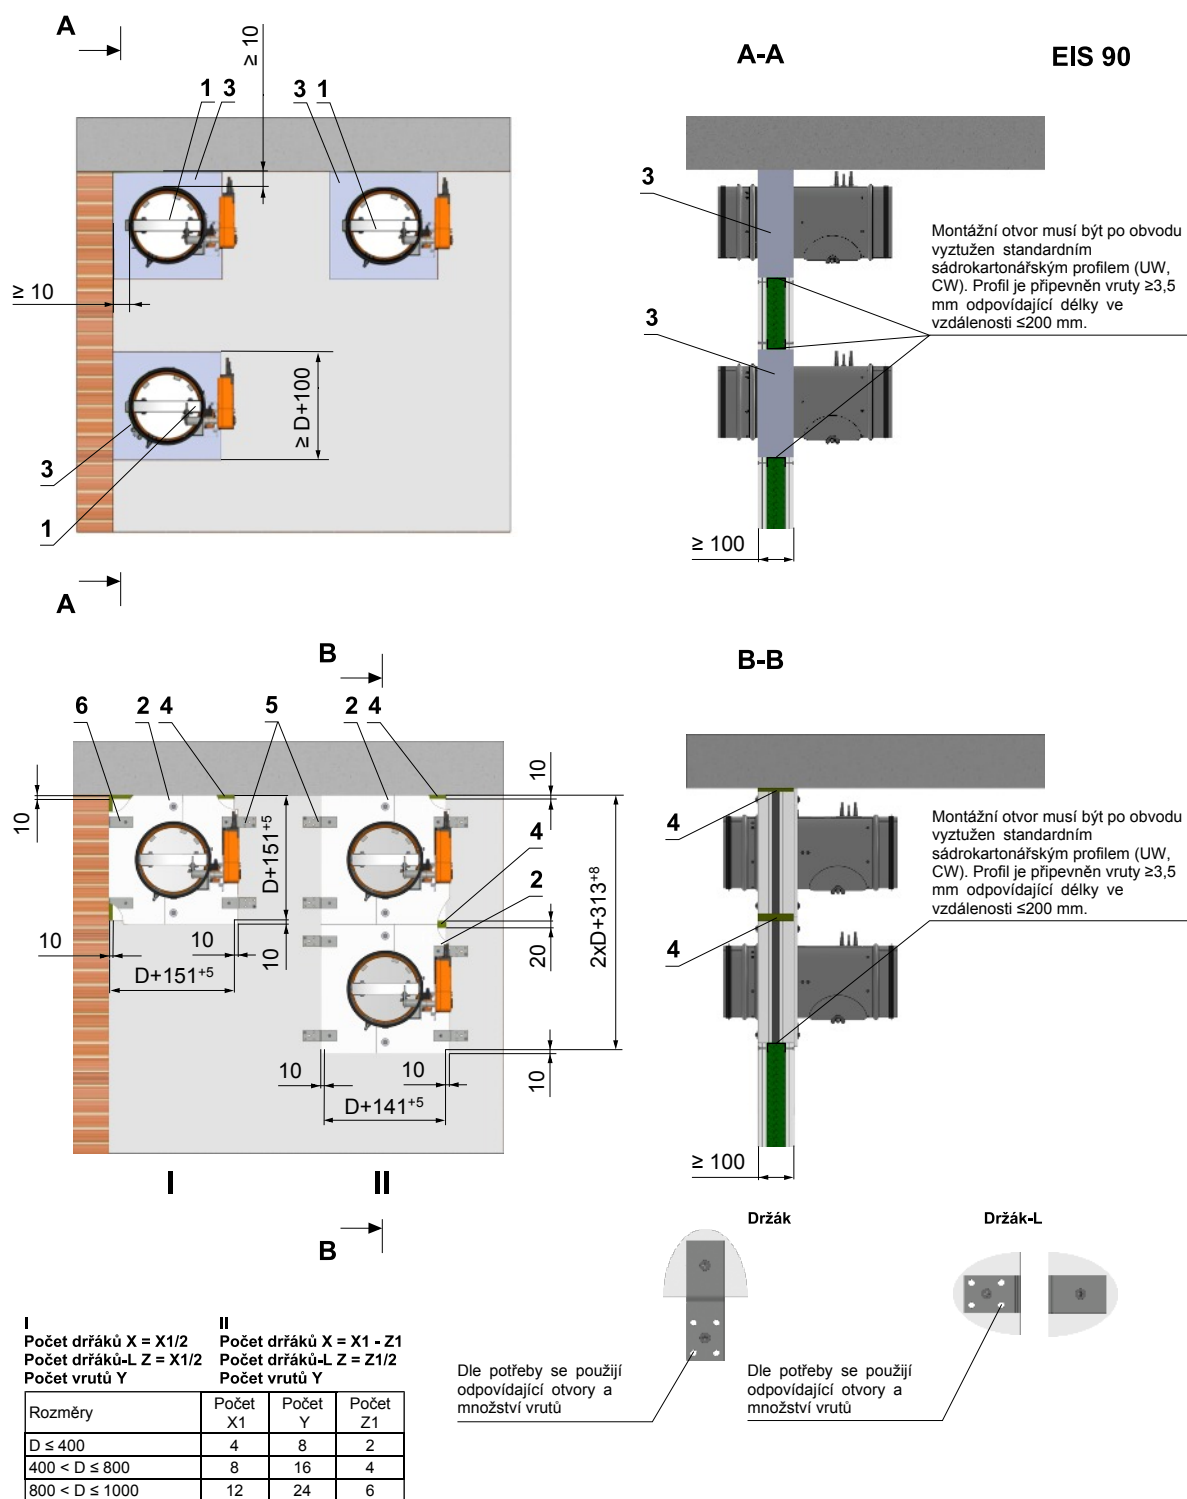 A
≥ 10
A-A
EIS 90
1 3
3 1
3
Montážní otvor musí být po obvodu
vyztužen standardním
sádrokartonářským profilem (UW,
CW). Profil je připevněn vruty ≥3,5
mm odpovídající délky ve
vzdálenosti ≤200 mm.
≥ 10
3
≥ D+100
3
1
≥ 100
A
B
B-B
6
2 4
5
2 4
10
10
D+151+5
4
2
2xD+313+8
20
10
10
10
D+151+5
10
10
10
D+141+5
4
4
Montážní otvor musí být po obvodu
vyztužen standardním
sádrokartonářským profilem (UW,
CW). Profil je připevněn vruty ≥3,5
mm odpovídající délky ve
vzdálenosti ≤200 mm.
≥ 100
I
II
B
Držák
Držák-L
Dle potřeby se použijí
odpovídající otvory a
množství vrutů
Dle potřeby se použijí
odpovídající otvory a
množství vrutů
I
Počet drřáků X = X1/2
Počet drřáků-L Z = X1/2
Počet vrutů Y
II
Počet drřáků X = X1 - Z1
Počet drřáků-L Z = Z1/2
Počet vrutů Y
Rozměry Počet X1 Počet Y Počet Z1
D ≤ 400 4 8 2
400 < D ≤ 800 8 16 4
800 < D ≤ 1000 12 24 6